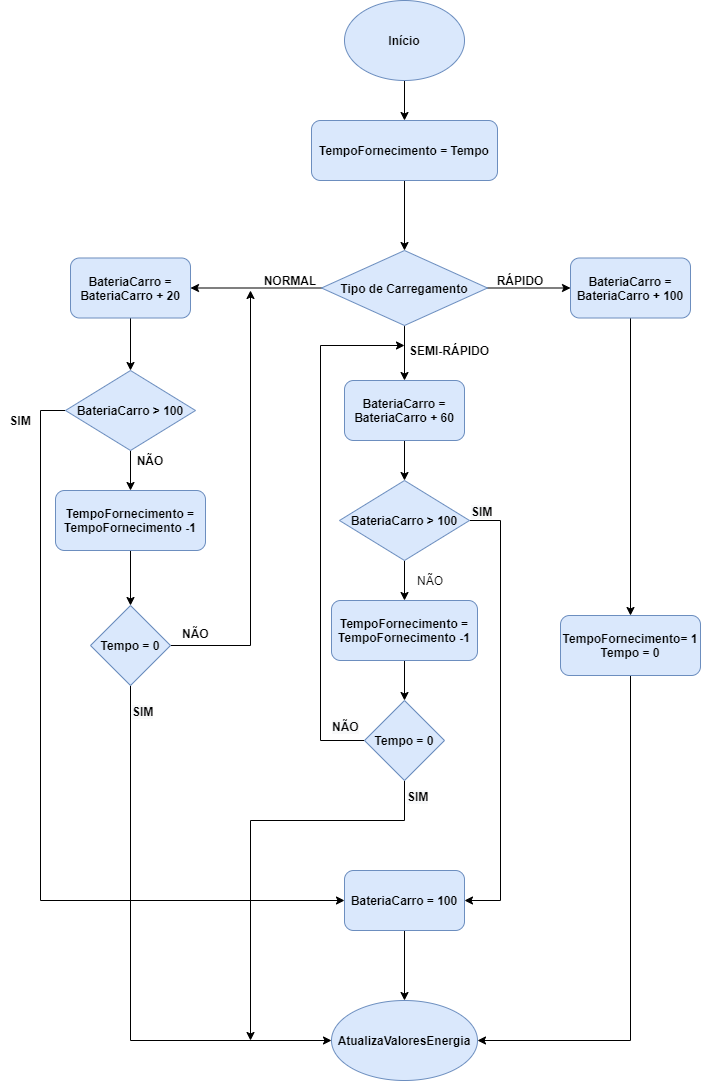 Início
TempoFornecimento = Tempo
Tipo de Carregamento
NORMAL
RÁPIDO
SEMI-RÁPIDO
BateriaCarro =
BateriaCarro + 20
BateriaCarro > 100
SIM
NÃO
TempoFornecimento =
TempoFornecimento -1
Tempo = 0
NÃO
SIM
BateriaCarro =
BateriaCarro + 60
BateriaCarro > 100
SIM
NÃO
TempoFornecimento =
TempoFornecimento -1
Tempo = 0
NÃO
SIM
BateriaCarro =
BateriaCarro + 100
TempoFornecimento= 1
Tempo = 0
BateriaCarro = 100
AtualizaValoresEnergia